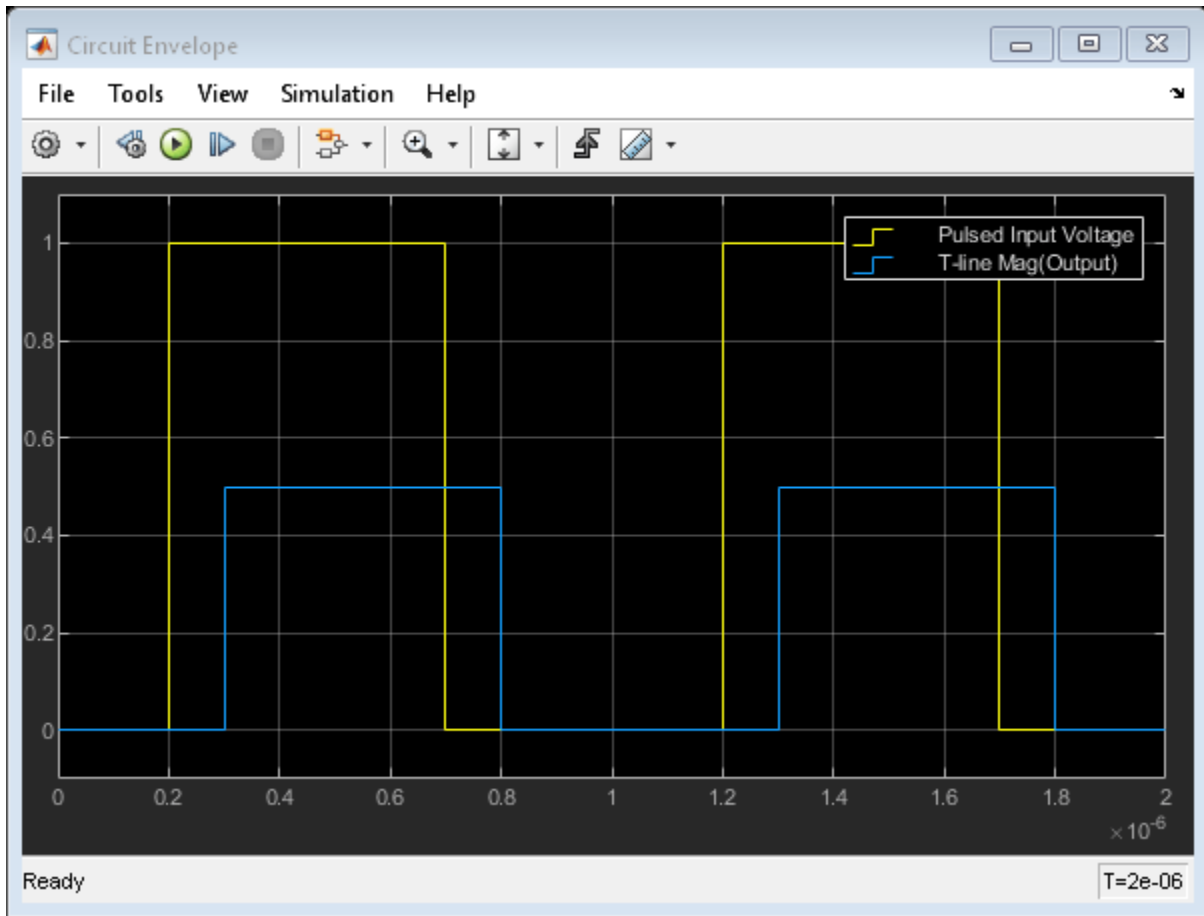 Circuit Envelope
File Tools View Simulation Help
Pulsed Input Voltage
T-line Mag(Output)
1
0.8
0.6
0.4
0.2
0
0 0.2 0.4 0.6 0.8 1 1.2 1.4 1.6 1.8 2
×10⁻⁶
Ready T=2e-06